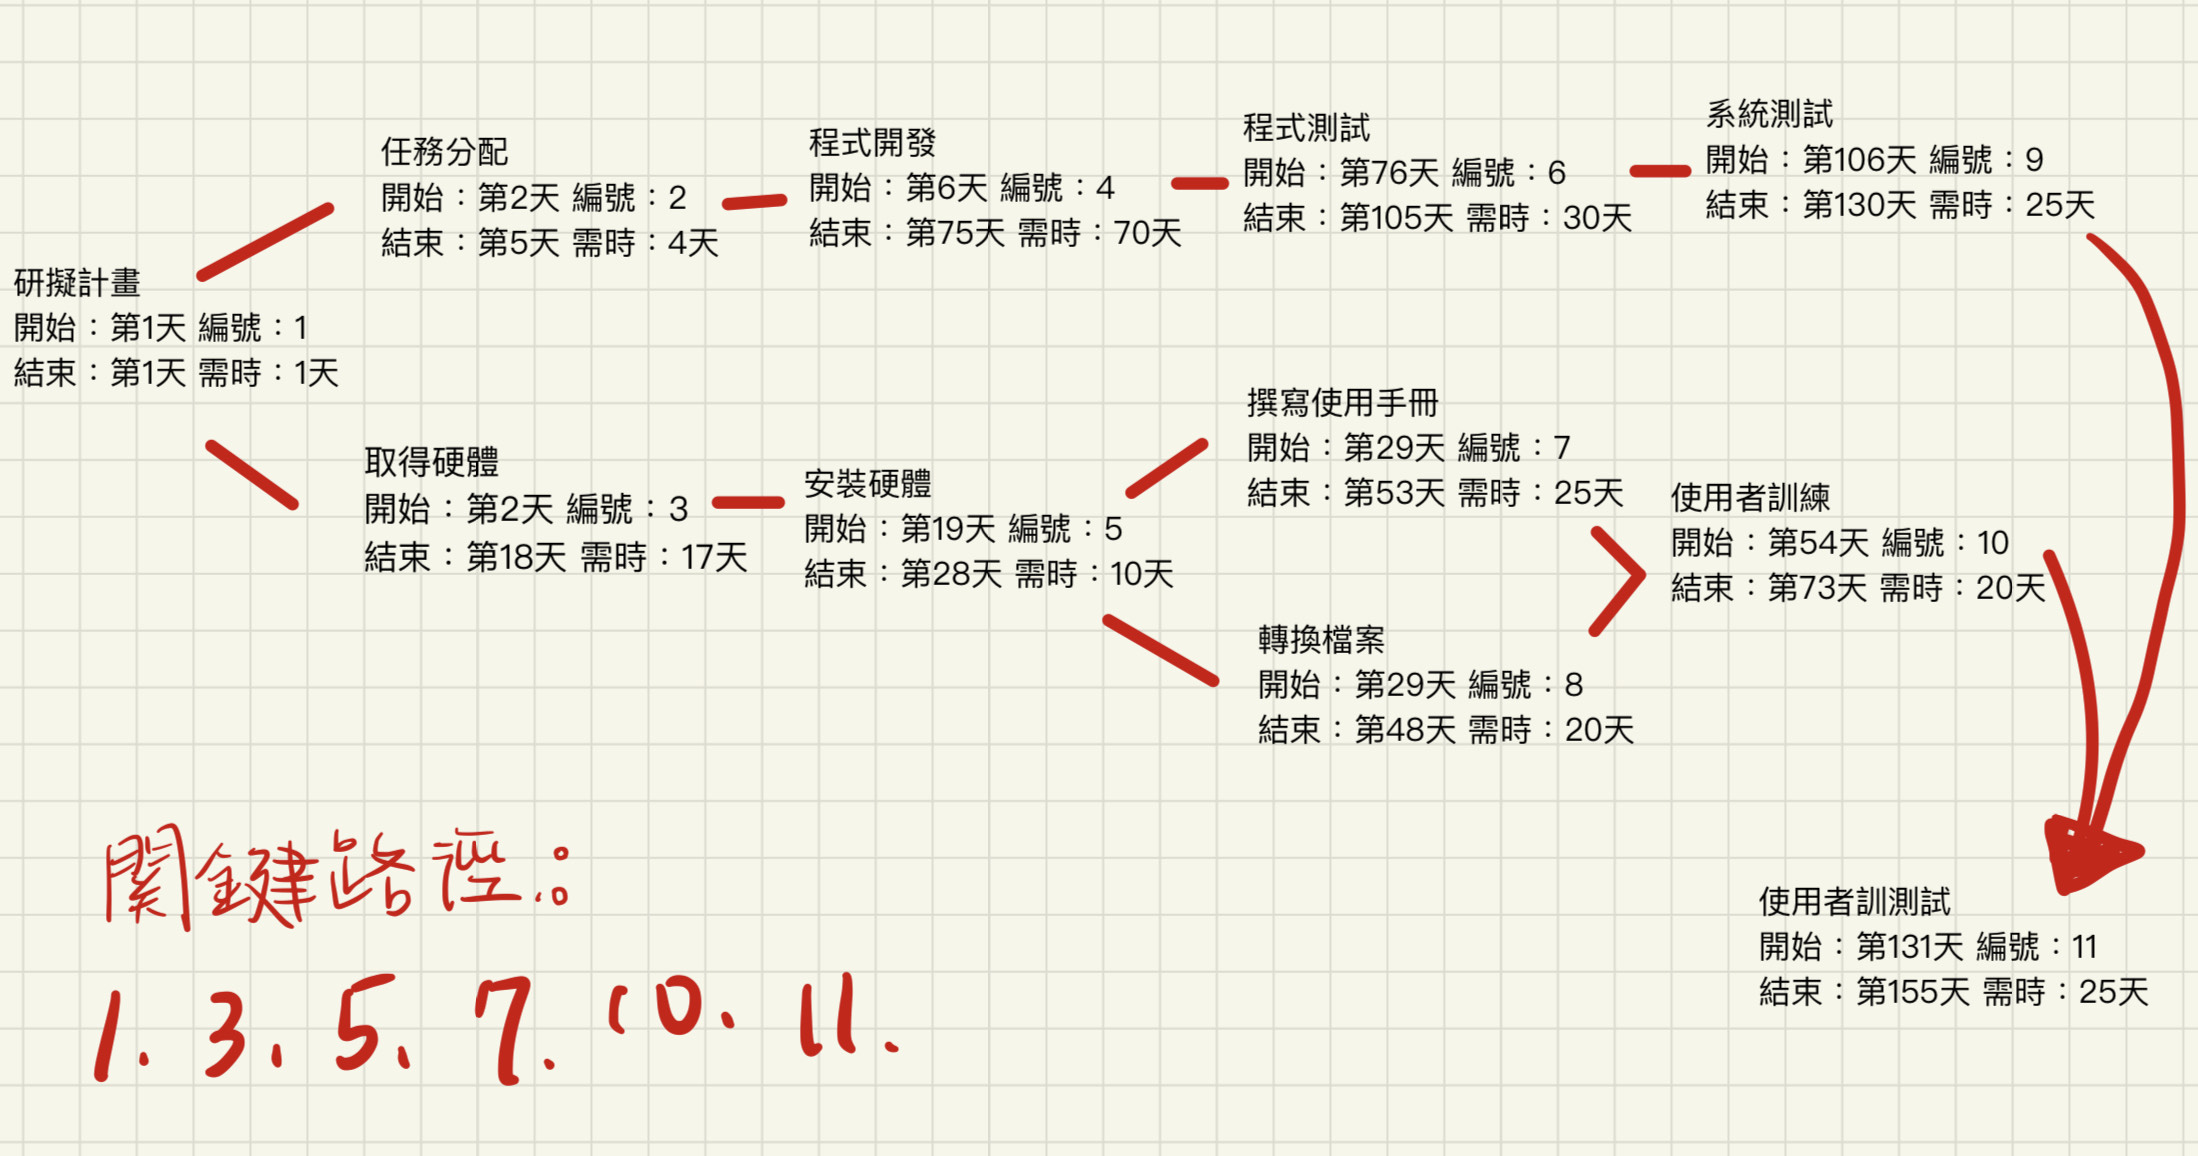 研擬計畫
開始：第1天 編號：1
結束：第1天 需時：1天
任務分配
開始：第2天 編號：2
結束：第5天 需時：4天
程式開發
開始：第6天 編號：4
結束：第75天 需時：70天
程式測試
開始：第76天 編號：6
結束：第105天 需時：30天
系統測試
開始：第106天 編號：9
結束：第130天 需時：25天
取得硬體
開始：第2天 編號：3
結束：第18天 需時：17天
安裝硬體
開始：第19天 編號：5
結束：第28天 需時：10天
撰寫使用手冊
開始：第29天 編號：7
結束：第53天 需時：25天
轉換檔案
開始：第29天 編號：8
結束：第48天 需時：20天
使用者訓練
開始：第54天 編號：10
結束：第73天 需時：20天
使用者訓測試
開始：第131天 編號：11
結束：第155天 需時：25天
關鍵路徑：
1. 3. 5. 7. 10. 11.